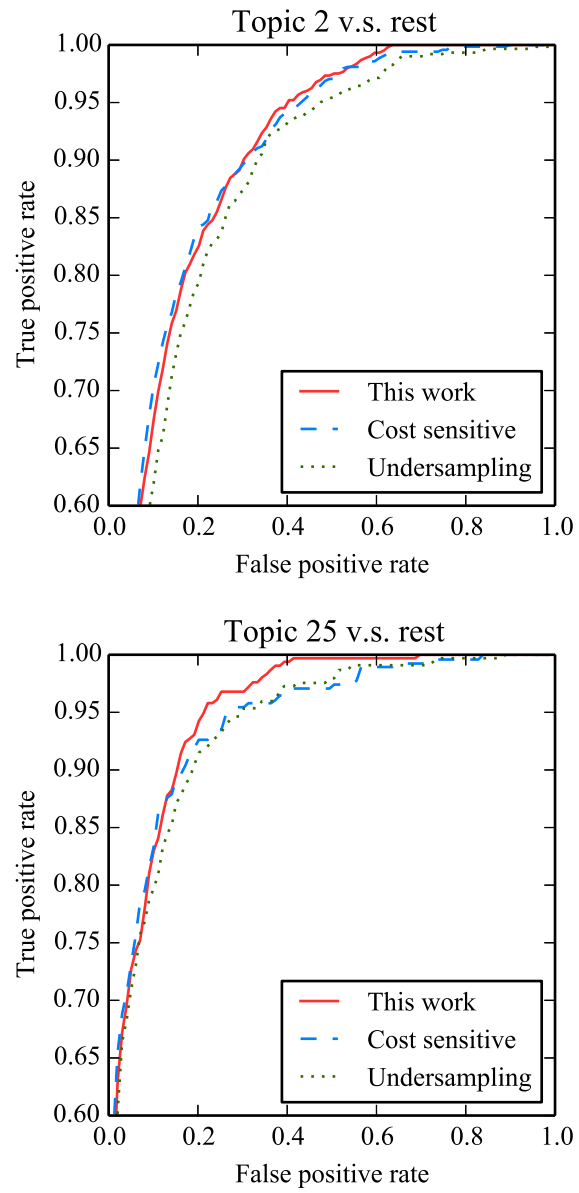 Topic 2 v.s. rest
1.00
0.95
0.90
0.85
0.80
0.75
0.70
0.65
0.60
True positive rate
This work
Cost sensitive
Undersampling
0.0 0.2 0.4 0.6 0.8 1.0
False positive rate
Topic 25 v.s. rest
1.00
0.95
0.90
0.85
0.80
0.75
0.70
0.65
0.60
True positive rate
This work
Cost sensitive
Undersampling
0.0 0.2 0.4 0.6 0.8 1.0
False positive rate